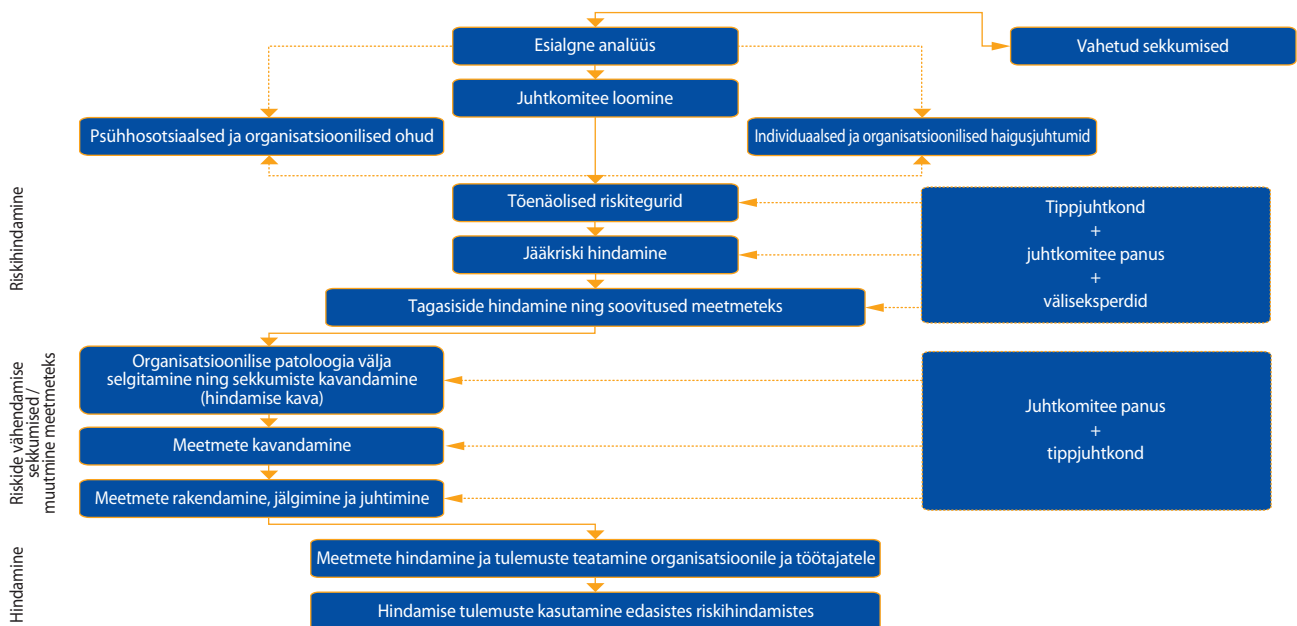 Esialgne analüüs
Vahetud sekkumised
Juhtkomitee loomine
Psühhosotsiaalsed ja organisatsioonilised ohud
Individuaalsed ja organisatsioonilised haigusjuhtumid
Riskihindamine
Tõenäolised riskitegurid
Jääkriski hindamine
Tagasiside hindamine ning soovitused meetmeteks
Tippjuhtkond
+
juhtkomitee panus
+
väliseksperdid
Riskide vähendamise
sekkumised /
muutmine meetmeteks
Organisatsioonilise patoloogia välja
selgitamine ning sekkumiste kavandamine
(hindamise kava)
Meetmete kavandamine
Meetmete rakendamine, jälgimine ja juhtimine
Juhtkomitee panus
+
tippjuhtkond
Hindamine
Meetmete hindamine ja tulemuste teatamine organisatsioonile ja töötajatele
Hindamise tulemuste kasutamine edasistes riskihindamistes